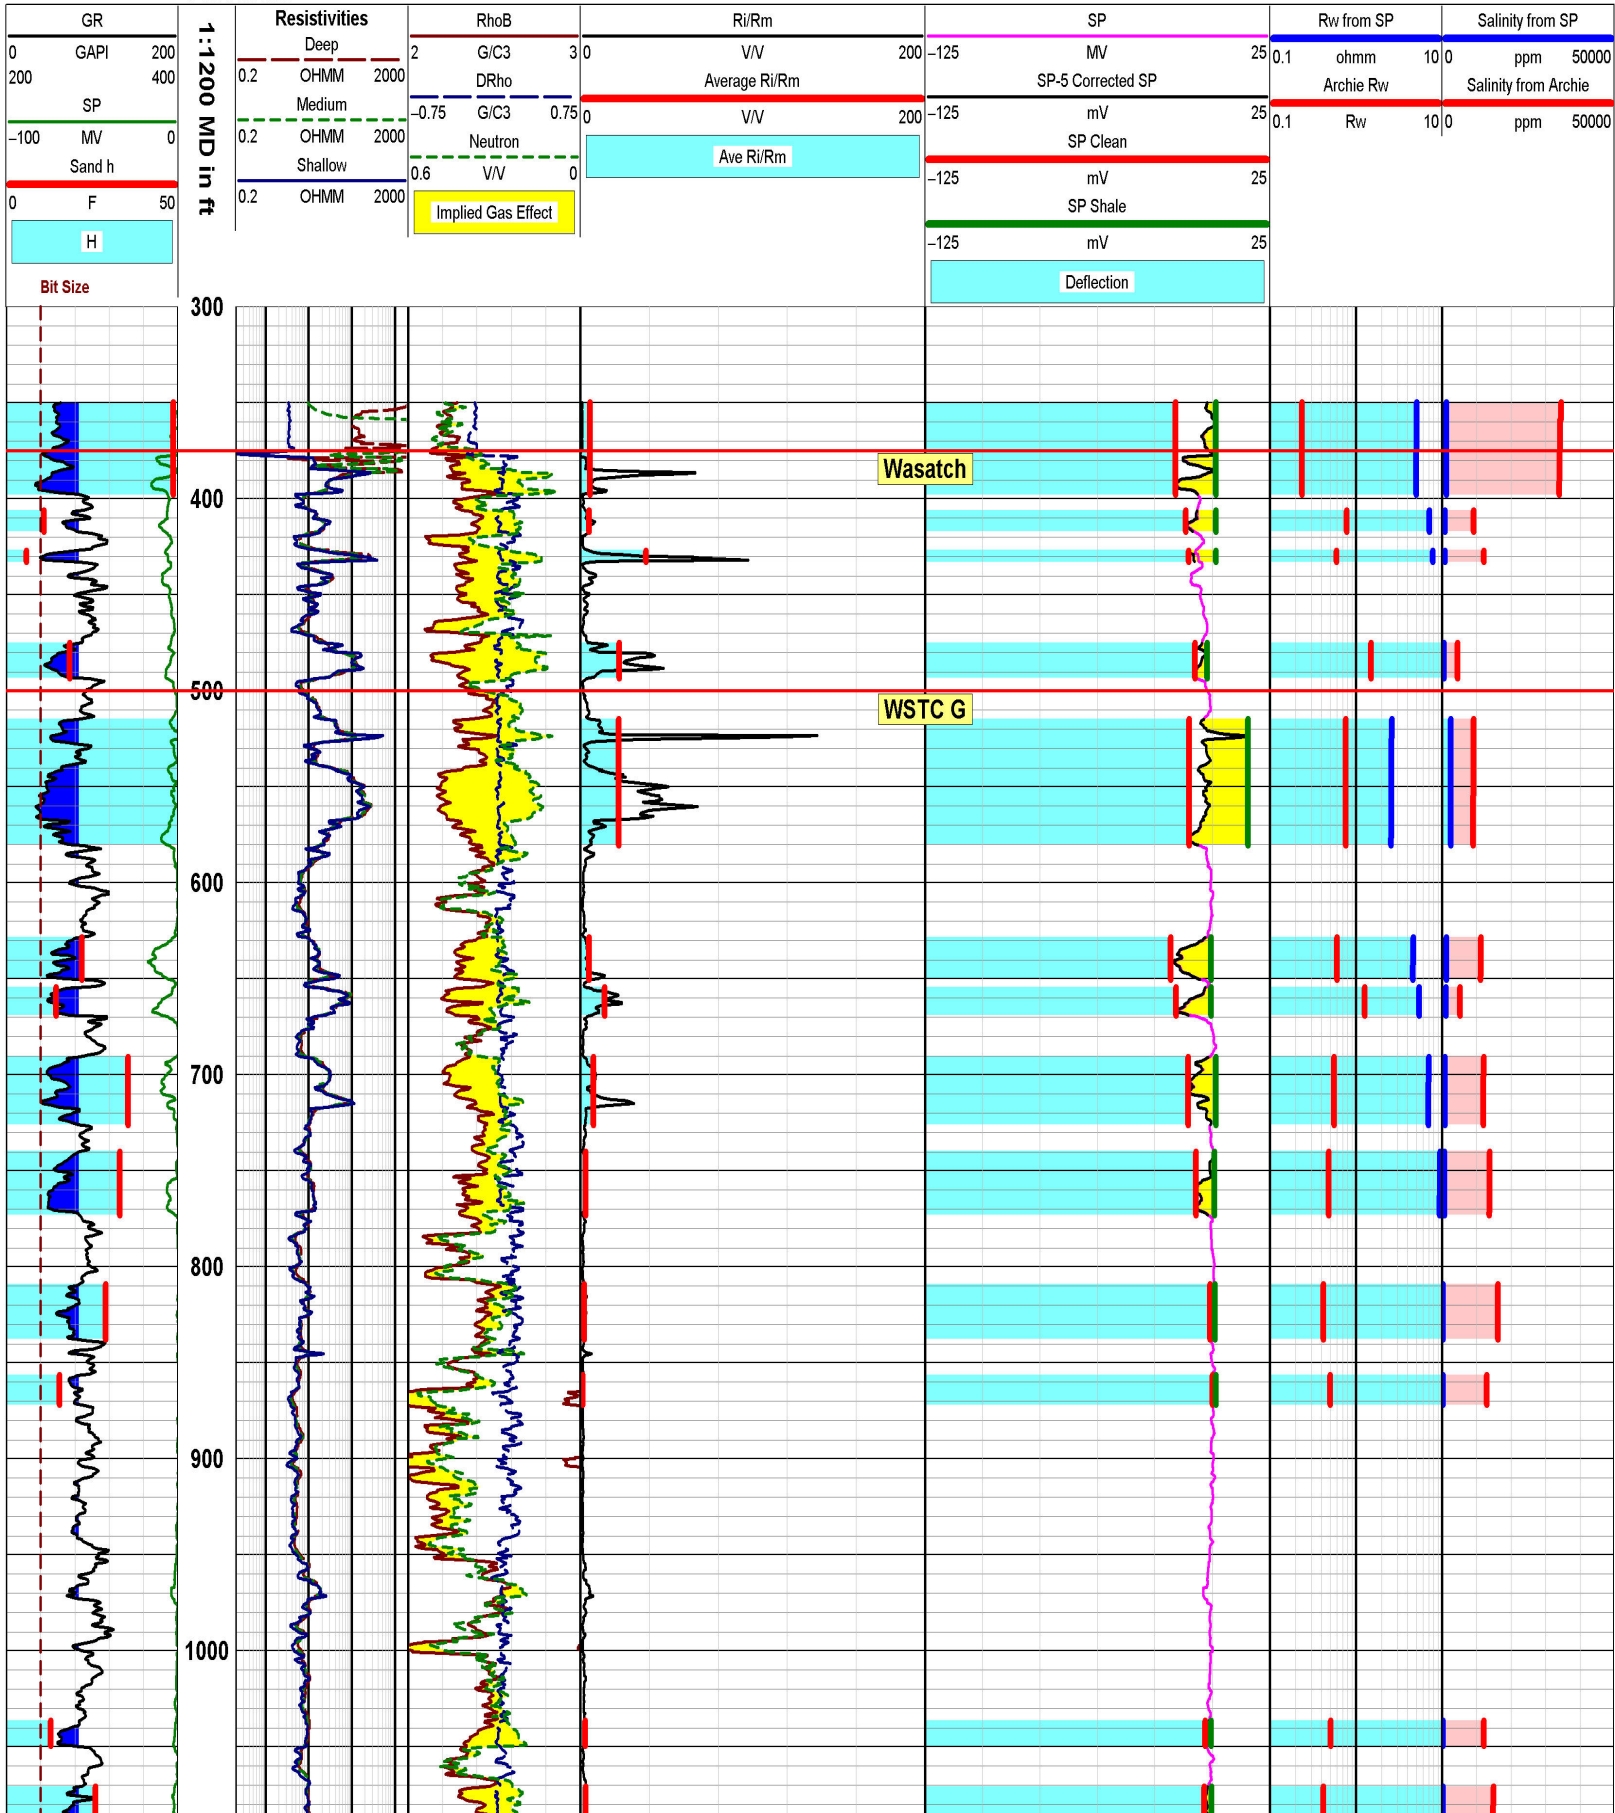 GR
0 GAPI 200
200 400
SP
–100 MV 0
Sand h
0 F 50
H
Bit Size
1:1200 MD in ft
Resistivities
Deep
0.2 OHMM 2000
Medium
0.2 OHMM 2000
Shallow
0.2 OHMM 2000
RhoB
2 G/C3 3
DRho
–0.75 G/C3 0.75
Neutron
0.6 V/V 0
Implied Gas Effect
Ri/Rm
0 V/V 200
Average Ri/Rm
0 V/V 200
Ave Ri/Rm
SP
–125 MV 25
SP-5 Corrected SP
–125 mV 25
SP Clean
–125 mV 25
SP Shale
–125 mV 25
Deflection
Rw from SP
0.1 ohmm 10
Archie Rw
0.1 Rw 10
Salinity from SP
0 ppm 50000
Salinity from Archie
0 ppm 50000
300
Wasatch
400
500
WSTC G
600
700
800
900
1000